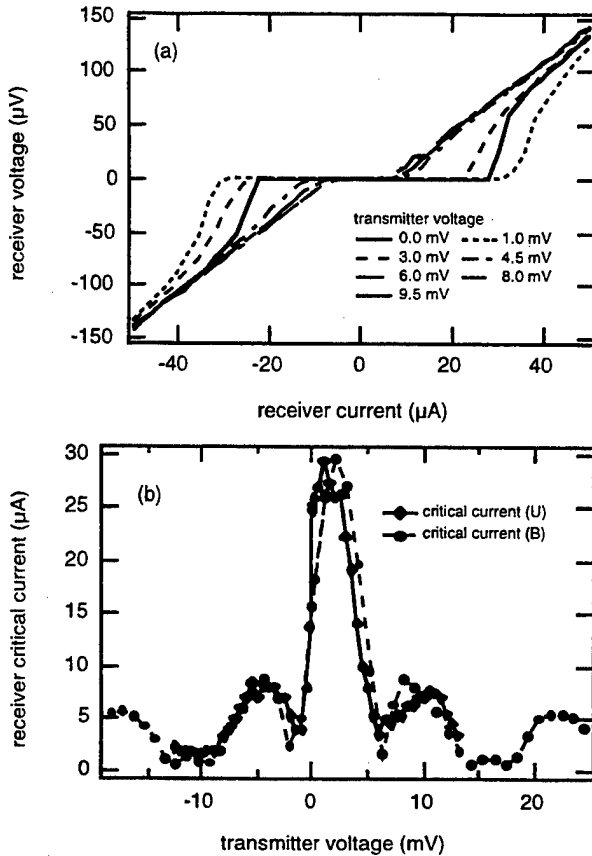 (a)
receiver voltage (µV)
150
100
50
0
-50
-100
-150
transmitter voltage
0.0 mV 1.0 mV
3.0 mV 4.5 mV
6.0 mV 8.0 mV
9.5 mV
-40 -20 0 20 40
receiver current (µA)
(b)
receiver critical current (µA)
30
25
20
15
10
5
0
critical current (U)
critical current (B)
-10 0 10 20
transmitter voltage (mV)